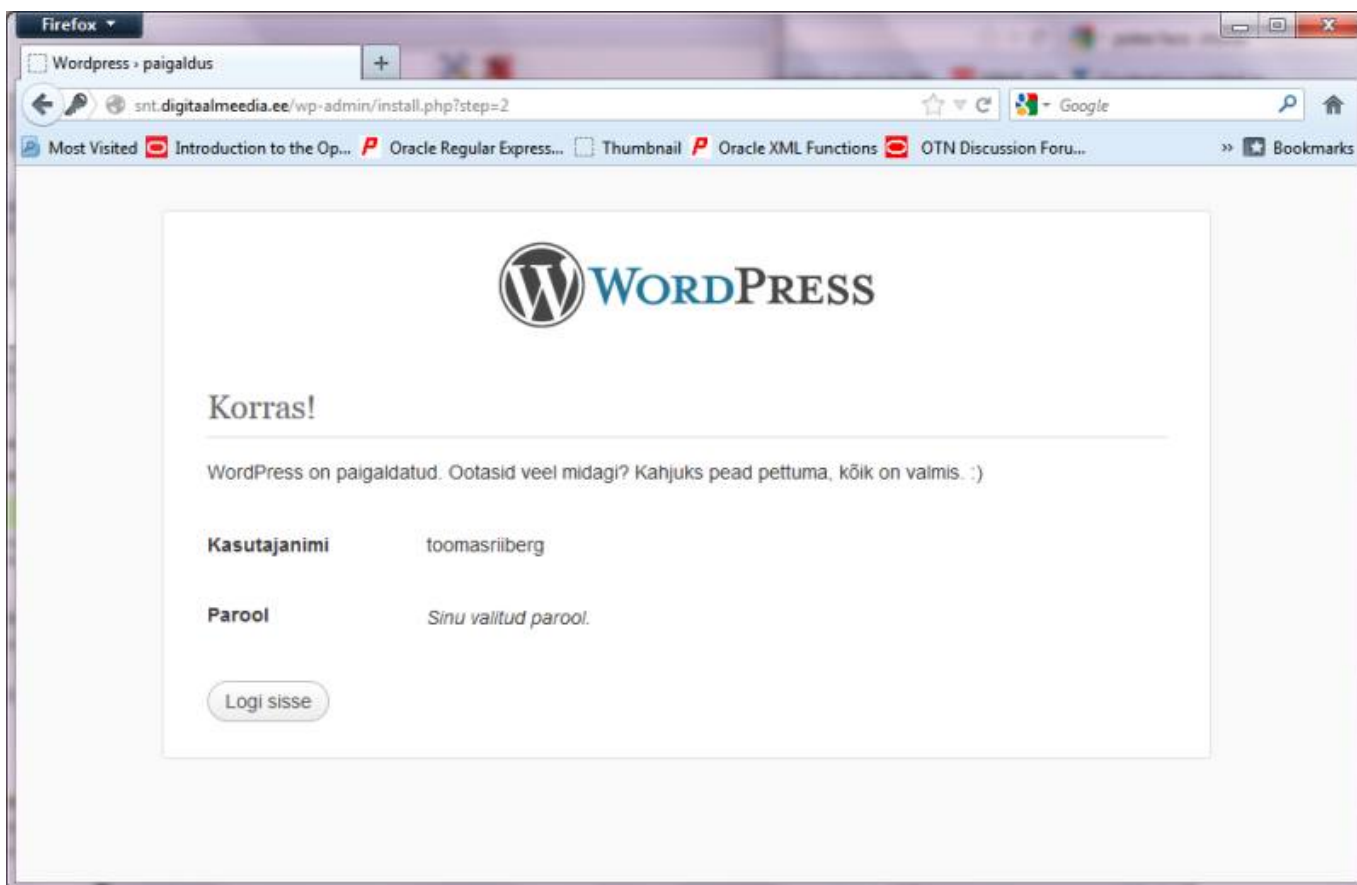 Firefox
Wordpress › paigaldus
snt.digitaalmeedia.ee/wp-admin/install.php?step=2
Google
Most Visited Introduction to the Op... Oracle Regular Express... Thumbnail Oracle XML Functions OTN Discussion Foru... » Bookmarks
WORDPRESS
Korras!
WordPress on paigaldatud. Ootasid veel midagi? Kahjuks pead pettuma, kõik on valmis. :)
Kasutajanimi toomasriiberg
Parool Sinu valitud parool.
Logi sisse